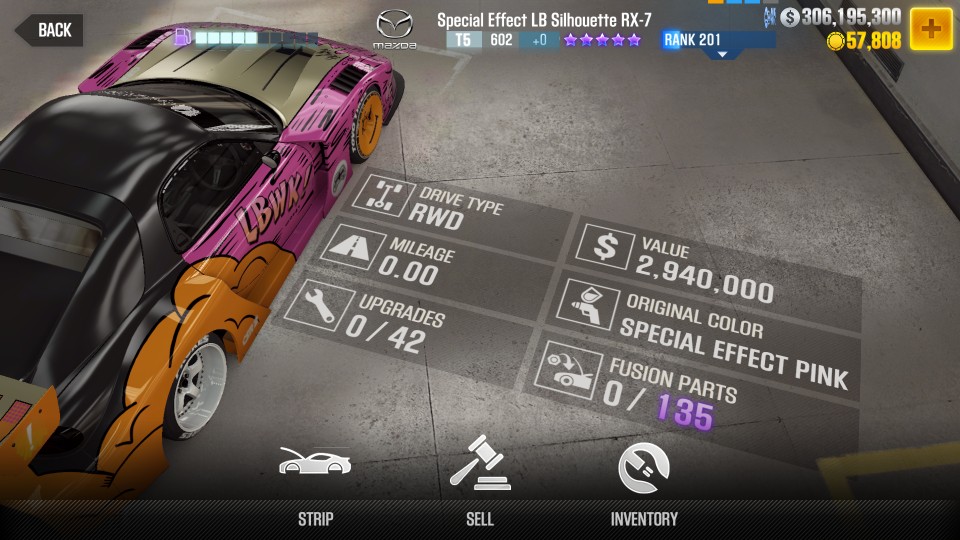 BACK
mazda
Special Effect LB Silhouette RX-7
T5 602 +0
RANK 201
306,195,300
57,808
LBWK!
DRIVE TYPE
RWD
MILEAGE
0.00
UPGRADES
0 / 42
VALUE
2,940,000
ORIGINAL COLOR
SPECIAL EFFECT PINK
FUSION PARTS
0 / 135
STRIP
SELL
INVENTORY